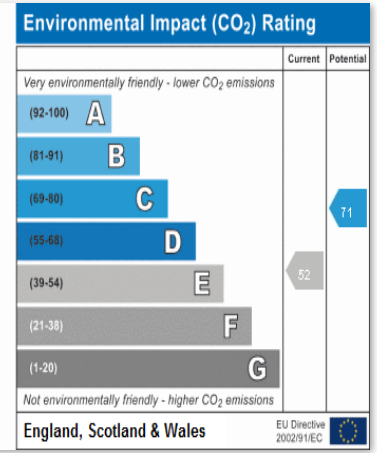 Environmental Impact (CO₂) Rating
Current Potential
Very environmentally friendly - lower CO₂ emissions
(92-100) A
(81-91) B
(69-80) C
71
(55-68) D
52
(39-54) E
(21-38) F
(1-20) G
Not environmentally friendly - higher CO₂ emissions
England, Scotland & Wales
EU Directive
2002/91/EC